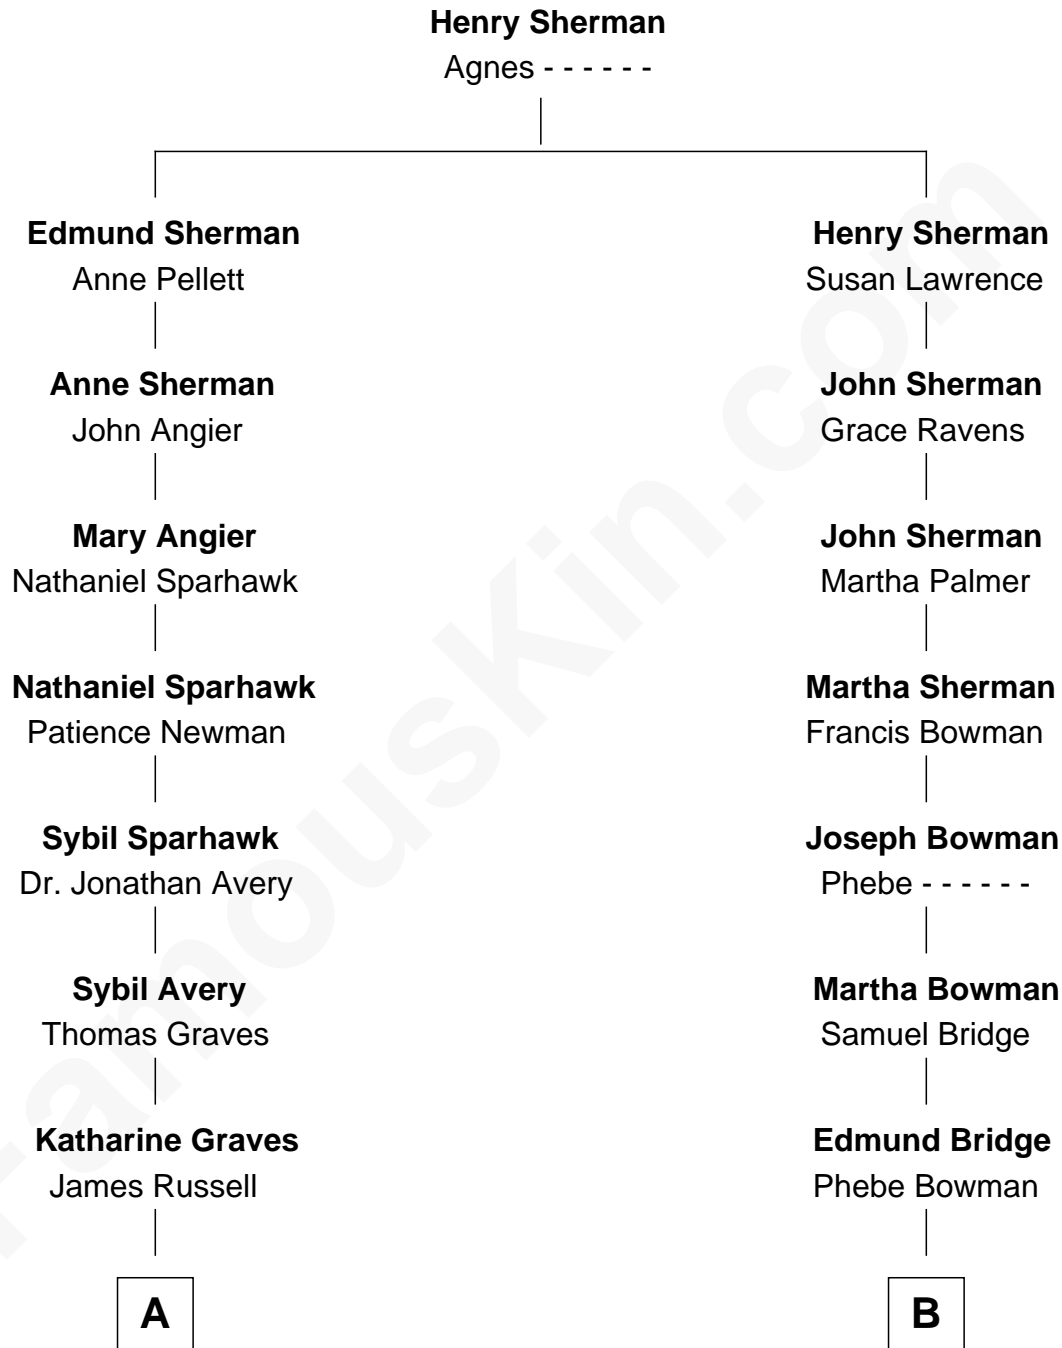 Henry Sherman
Agnes - - - - - -
Edmund Sherman
Anne Pellett
Henry Sherman
Susan Lawrence
Anne Sherman
John Angier
John Sherman
Grace Ravens
Mary Angier
Nathaniel Sparhawk
John Sherman
Martha Palmer
Nathaniel Sparhawk
Patience Newman
Martha Sherman
Francis Bowman
Sybil Sparhawk
Dr. Jonathan Avery
Joseph Bowman
Phebe - - - - - -
Sybil Avery
Thomas Graves
Martha Bowman
Samuel Bridge
Katharine Graves
James Russell
Edmund Bridge
Phebe Bowman
A
B
FamousKin.com